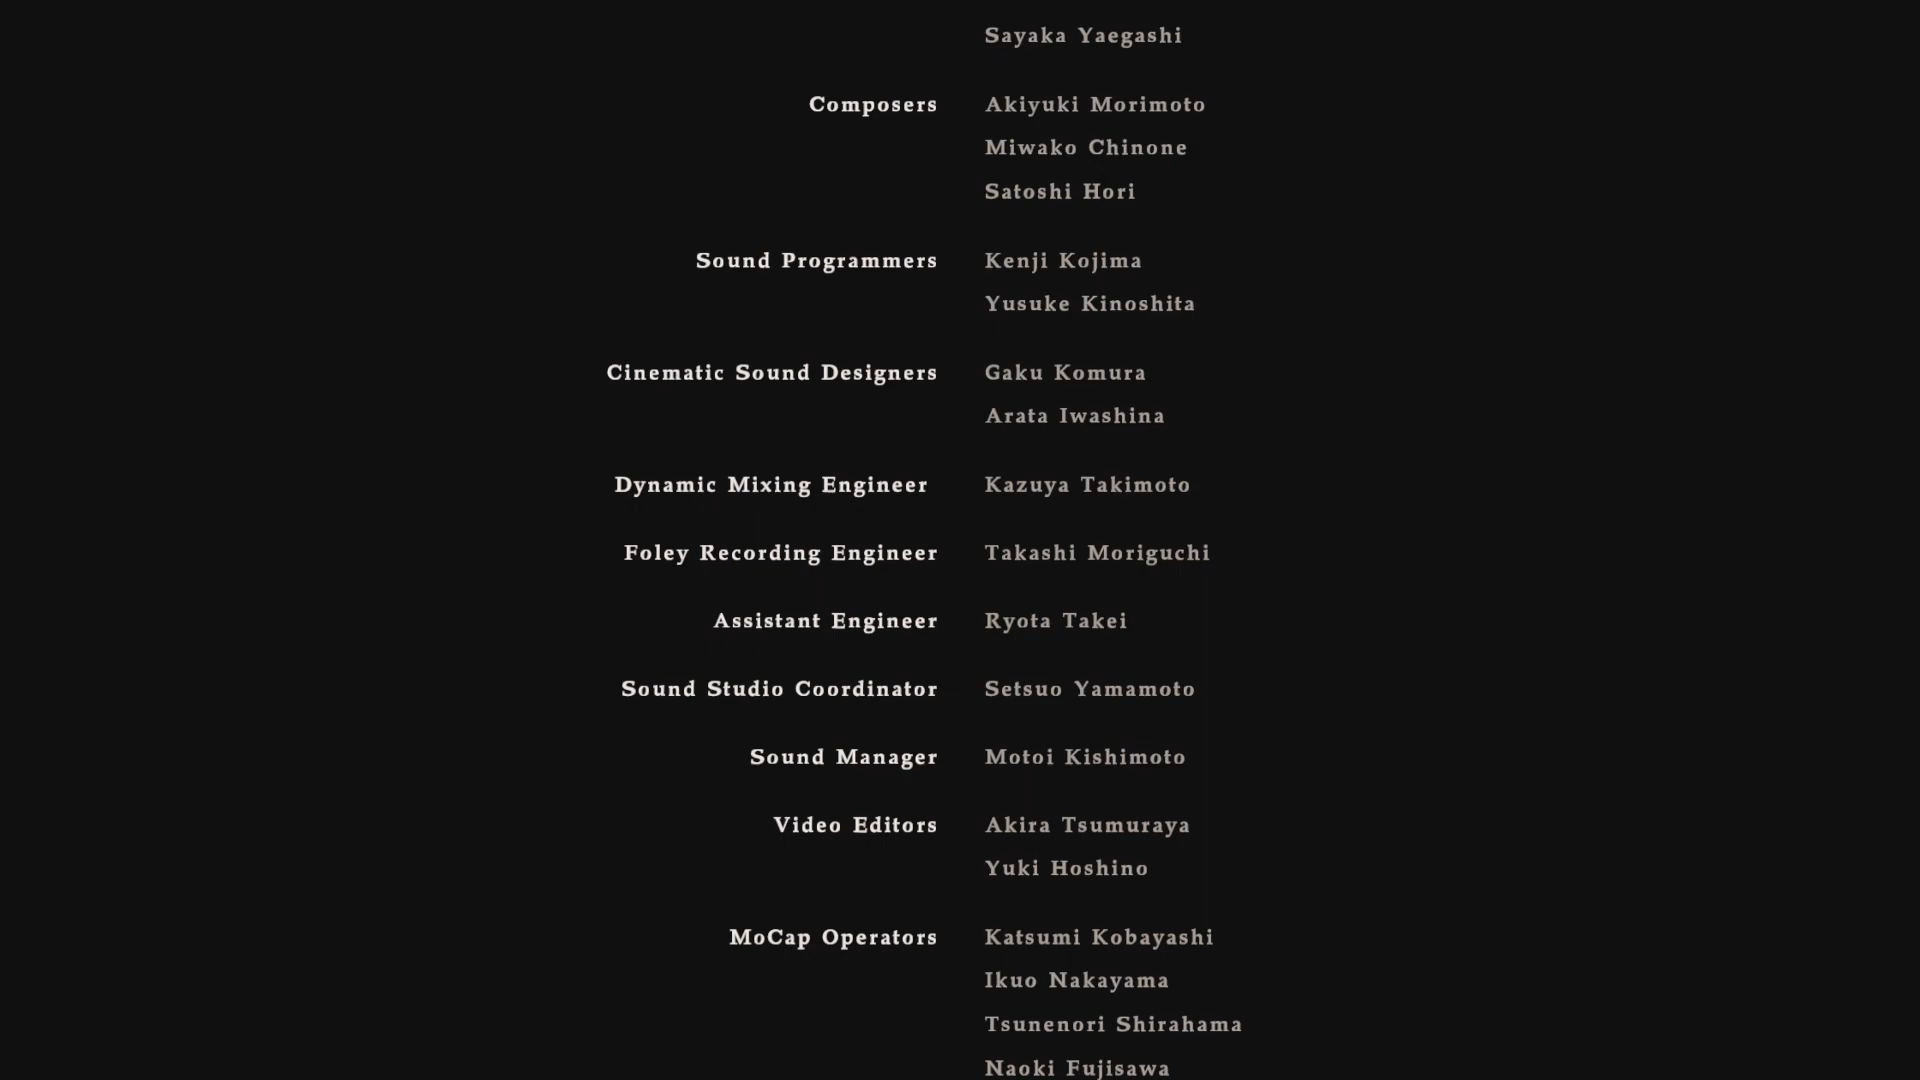 Sayaka Yaegashi
Composers Akiyuki Morimoto
Miwako Chinone
Satoshi Hori
Sound Programmers Kenji Kojima
Yusuke Kinoshita
Cinematic Sound Designers Gaku Komura
Arata Iwashina
Dynamic Mixing Engineer Kazuya Takimoto
Foley Recording Engineer Takashi Moriguchi
Assistant Engineer Ryota Takei
Sound Studio Coordinator Setsuo Yamamoto
Sound Manager Motoi Kishimoto
Video Editors Akira Tsumuraya
Yuki Hoshino
MoCap Operators Katsumi Kobayashi
Ikuo Nakayama
Tsunenori Shirahama
Naoki Fujisawa